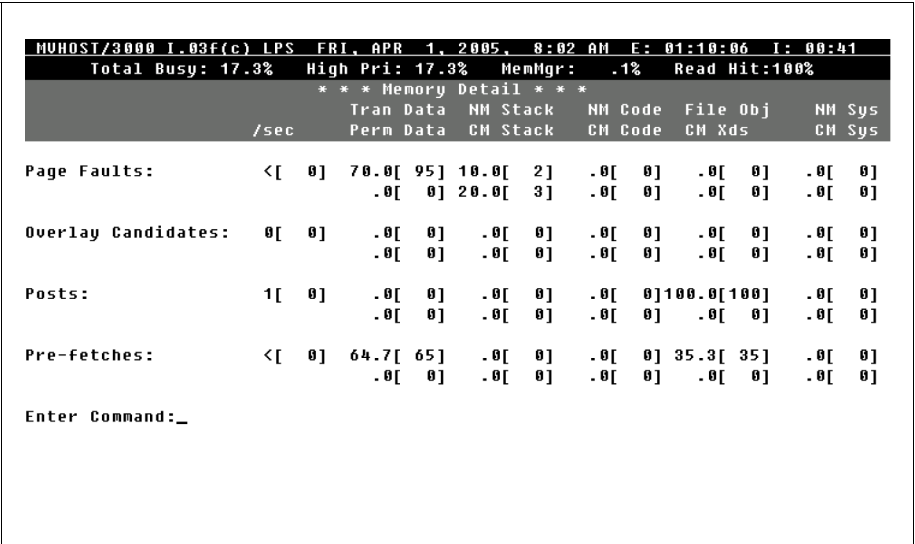 MVHOST/3000 I.03f(c) LPS  FRI, APR  1, 2005,  8:02 AM  E: 01:10:06  I: 00:41
Total Busy: 17.3%   High Pri: 17.3%   MemMgr:   .1%   Read Hit:100%
* * * Memory Detail * * *
Tran Data  NM Stack   NM Code  File Obj    NM Sys
/sec     Perm Data  CM Stack   CM Code  CM Xds      CM Sys
Page Faults:          <[  0]  70.0[ 95] 10.0[  2]   .0[  0]   .0[  0]   .0[  0]
.0[  0] 20.0[  3]   .0[  0]   .0[  0]   .0[  0]
Overlay Candidates:   0[  0]    .0[  0]   .0[  0]   .0[  0]   .0[  0]   .0[  0]
.0[  0]   .0[  0]   .0[  0]   .0[  0]   .0[  0]
Posts:                1[  0]    .0[  0]   .0[  0]   .0[  0]100.0[100]   .0[  0]
.0[  0]   .0[  0]   .0[  0]   .0[  0]   .0[  0]
Pre-fetches:          <[  0]  64.7[ 65]   .0[  0]   .0[  0] 35.3[ 35]   .0[  0]
.0[  0]   .0[  0]   .0[  0]   .0[  0]   .0[  0]
Enter Command:_